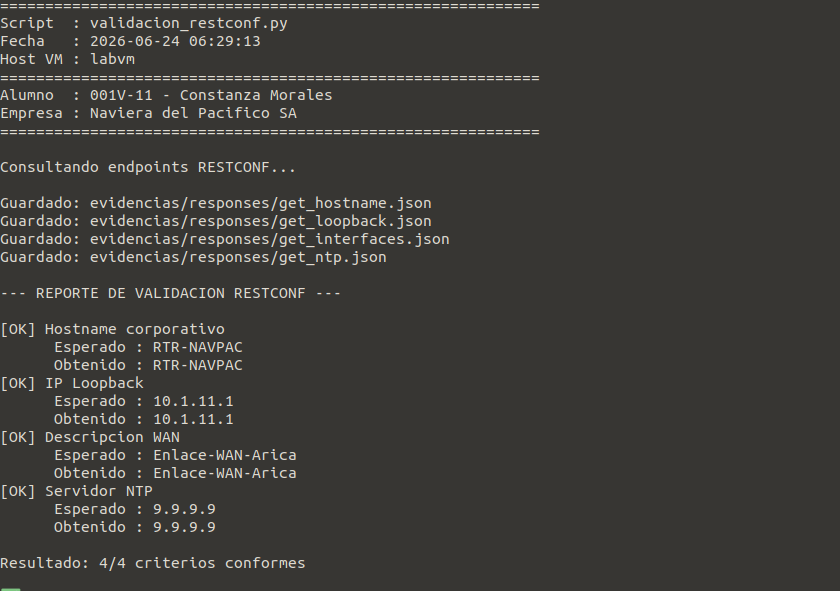 ============================================================
Script  : validacion_restconf.py
Fecha   : 2026-06-24 06:29:13
Host VM : labvm
============================================================
Alumno  : 001V-11 - Constanza Morales
Empresa : Naviera del Pacifico SA
============================================================
Consultando endpoints RESTCONF...
Guardado: evidencias/responses/get_hostname.json
Guardado: evidencias/responses/get_loopback.json
Guardado: evidencias/responses/get_interfaces.json
Guardado: evidencias/responses/get_ntp.json
--- REPORTE DE VALIDACION RESTCONF ---
[OK] Hostname corporativo
      Esperado : RTR-NAVPAC
      Obtenido : RTR-NAVPAC
[OK] IP Loopback
      Esperado : 10.1.11.1
      Obtenido : 10.1.11.1
[OK] Descripcion WAN
      Esperado : Enlace-WAN-Arica
      Obtenido : Enlace-WAN-Arica
[OK] Servidor NTP
      Esperado : 9.9.9.9
      Obtenido : 9.9.9.9
Resultado: 4/4 criterios conformes